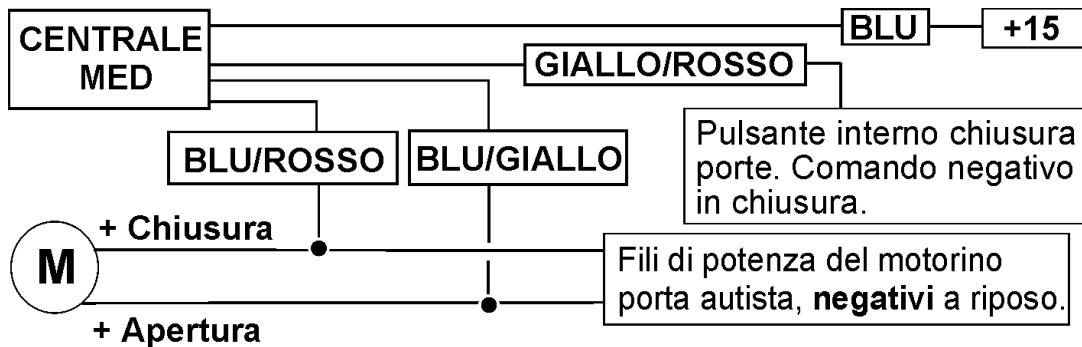 CENTRALE
MED
BLU
+15
GIALLO/ROSSO
BLU/ROSSO
BLU/GIALLO
Pulsante interno chiusura
porte. Comando negativo
in chiusura.
+ Chiusura
M
Fili di potenza del motorino
porta autista, negativi a riposo.
+ Apertura